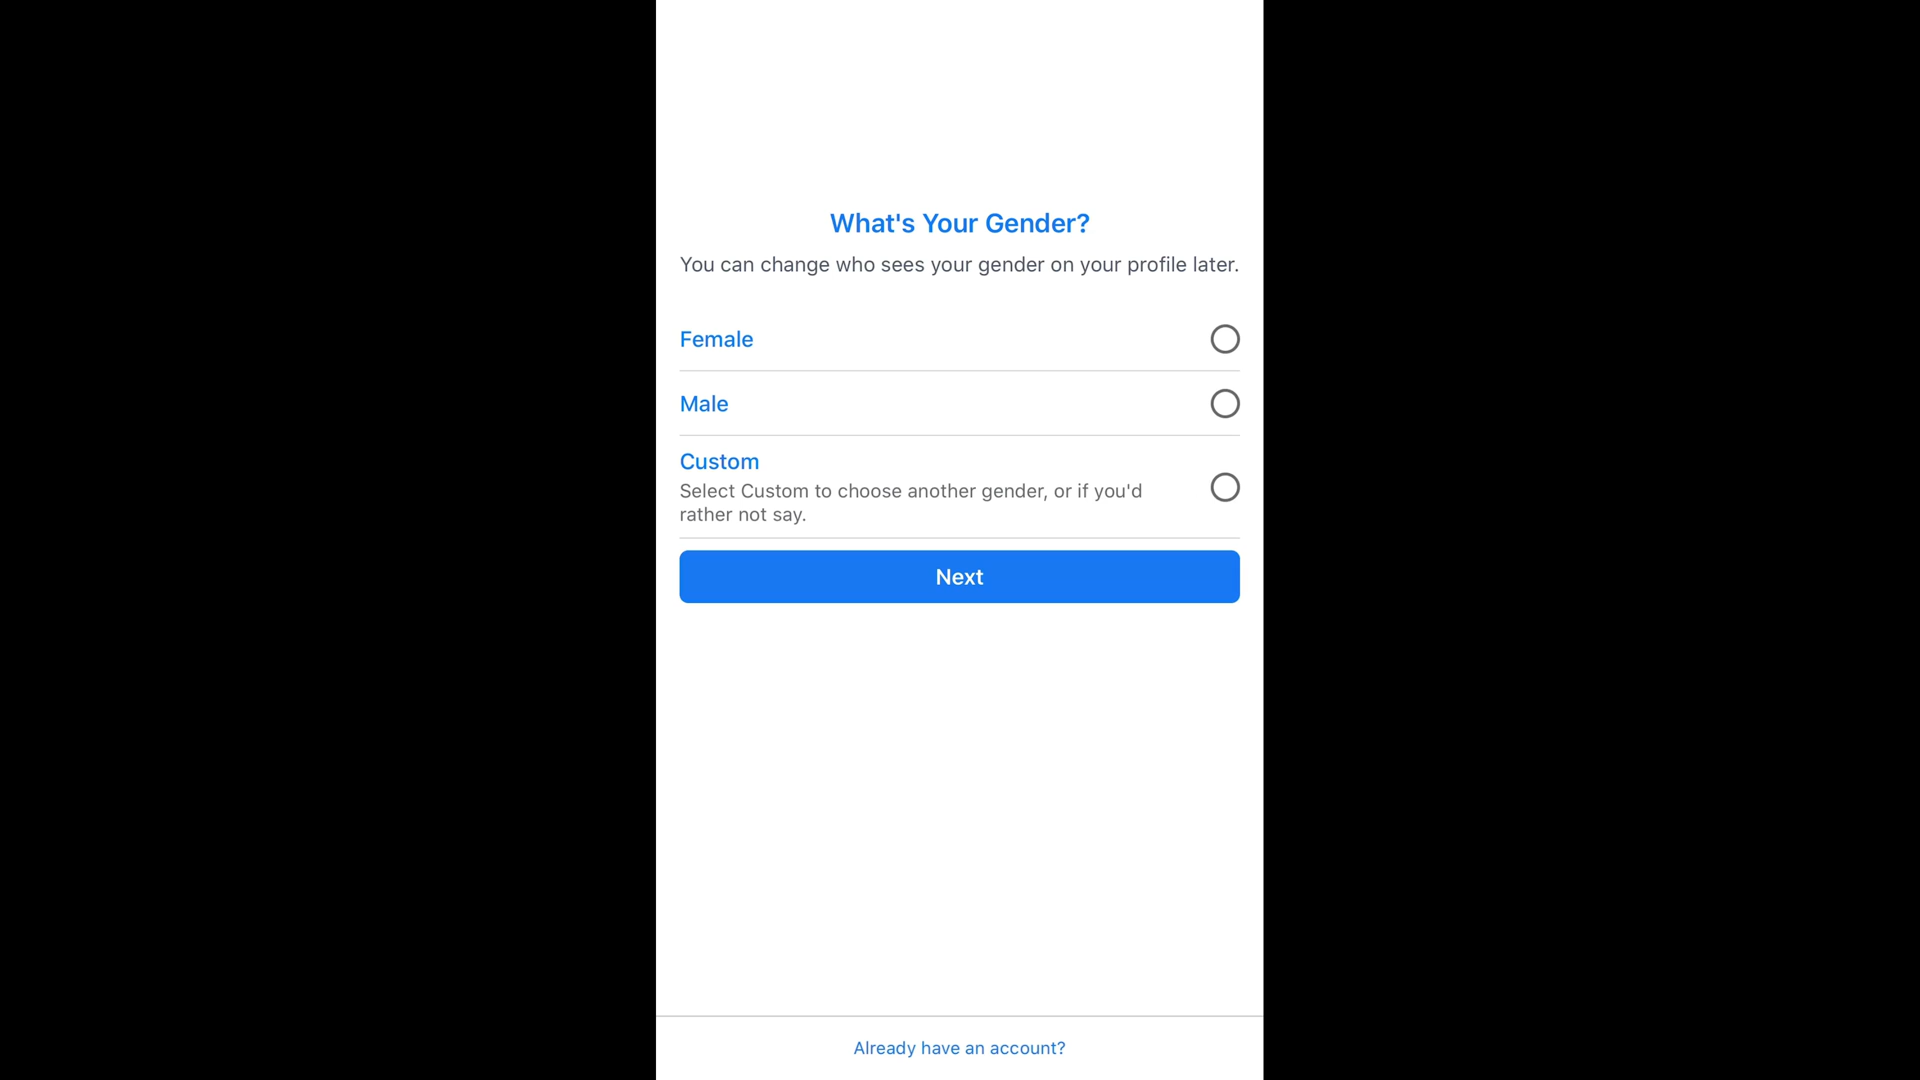 What's Your Gender?
You can change who sees your gender on your profile later.
Female
Male
Custom
Select Custom to choose another gender, or if you'd
rather not say.
Next
Already have an account?